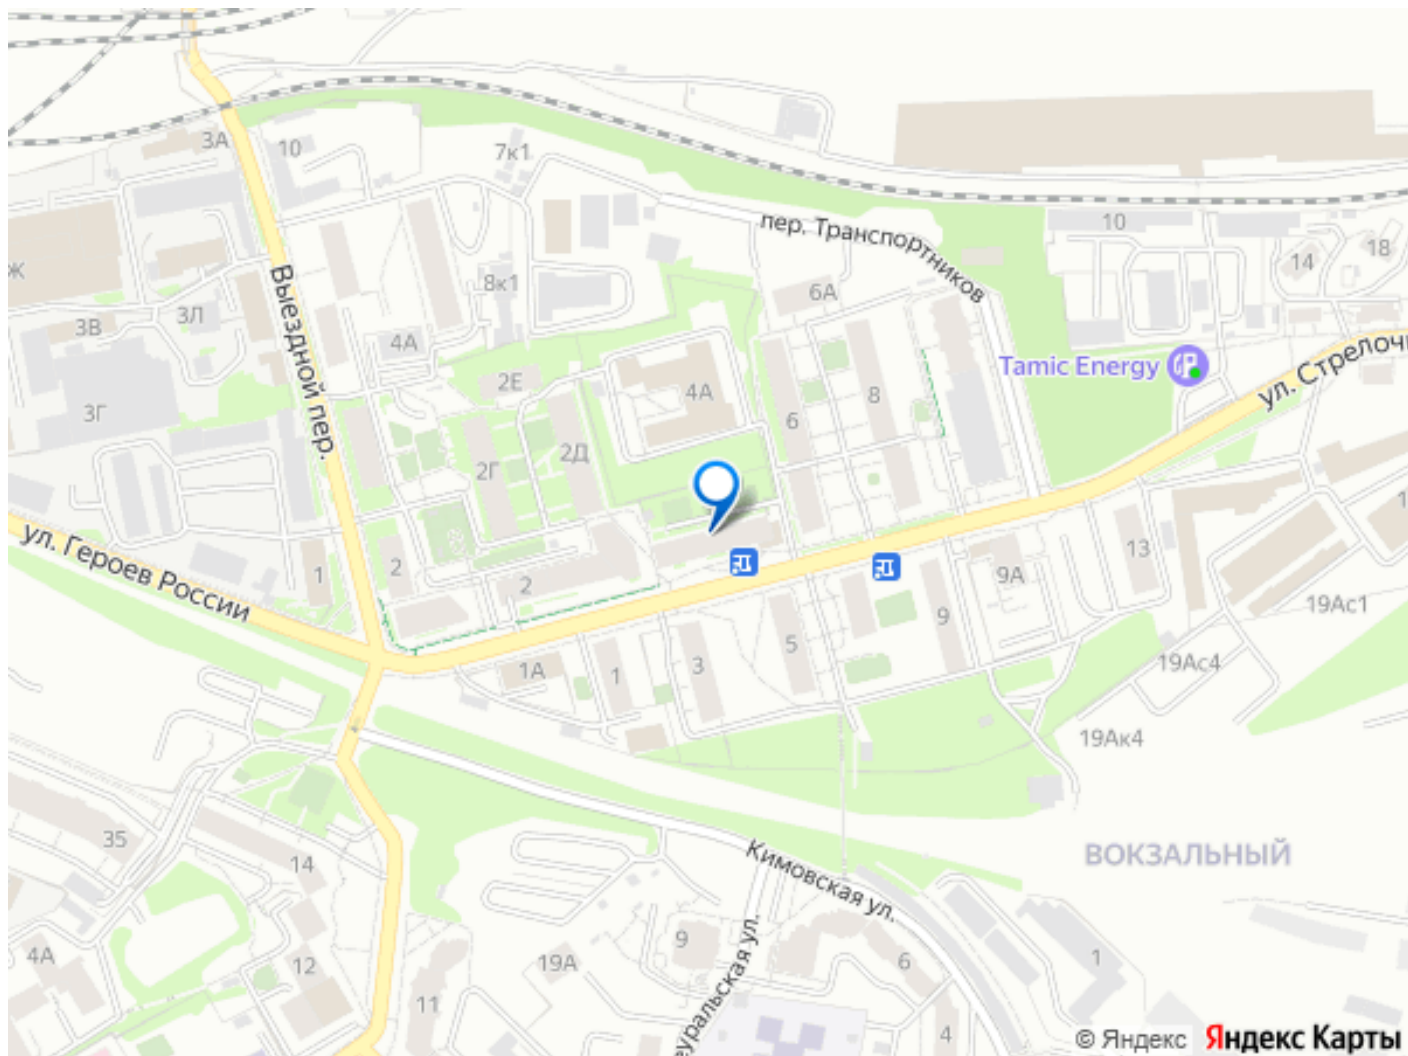 3А
10
7к1
пер. Транспортников
10
14
18
Ж
8к1
6А
3В
3Л
Выездной пер.
4А
2Е
4А
6
8
Tamic Energy
ул. Стрелочн
3Г
2Г
2Д
ул. Героев России
1
2
2
13
9А
19Ас1
1А
1
3
5
9
19Ас4
19Ак4
35
14
Кимовская ул.
ВОКЗАЛЬНЫЙ
4А
12
11
19А
9
еуральская ул.
6
4
1
© Яндекс Яндекс Карты